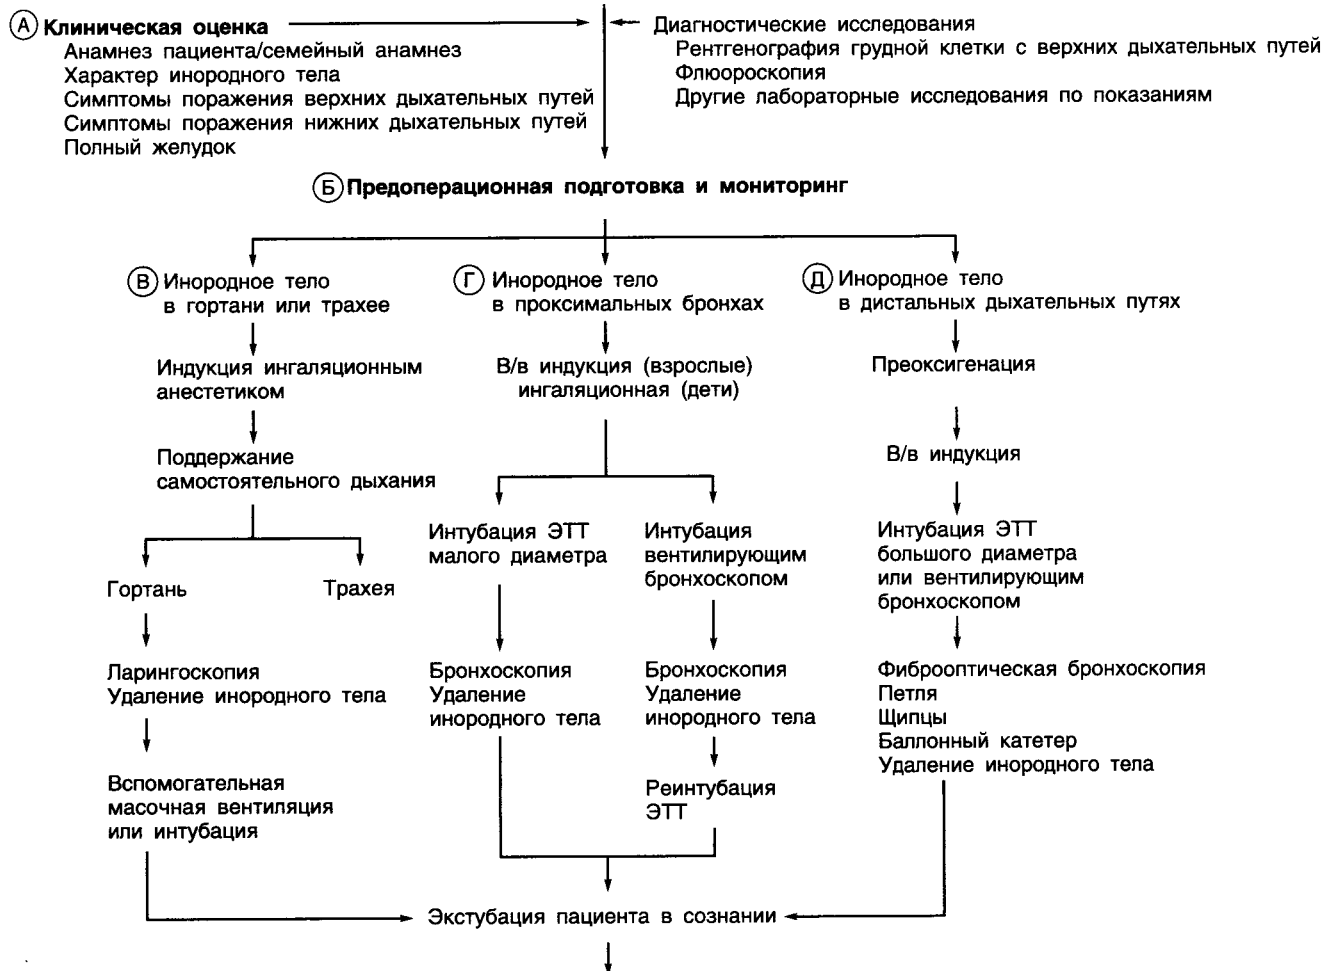 А Клиническая оценка
Анамнез пациента/семейный анамнез
Характер инородного тела
Симптомы поражения верхних дыхательных путей
Симптомы поражения нижних дыхательных путей
Полный желудок
Диагностические исследования
Рентгенография грудной клетки с верхних дыхательных путей
Флюороскопия
Другие лабораторные исследования по показаниям
Б Предоперационная подготовка и мониторинг
В Инородное тело
в гортани или трахее
Индукция ингаляционным
анестетиком
Поддержание
самостоятельного дыхания
Гортань
Трахея
Ларингоскопия
Удаление инородного тела
Вспомогательная
масочная вентиляция
или интубация
Г Инородное тело
в проксимальных бронхах
В/в индукция (взрослые)
ингаляционная (дети)
Интубация ЭТТ
малого диаметра
Бронхоскопия
Удаление
инородного тела
Интубация
вентилирующим
бронхоскопом
Бронхоскопия
Удаление
инородного тела
Реинтубация
ЭТТ
Д Инородное тело
в дистальных дыхательных путях
Преоксигенация
В/в индукция
Интубация ЭТТ
большого диаметра
или вентилирующим
бронхоскопом
Фиброоптическая бронхоскопия
Петля
Щипцы
Баллонный катетер
Удаление инородного тела
Экстубация пациента в сознании